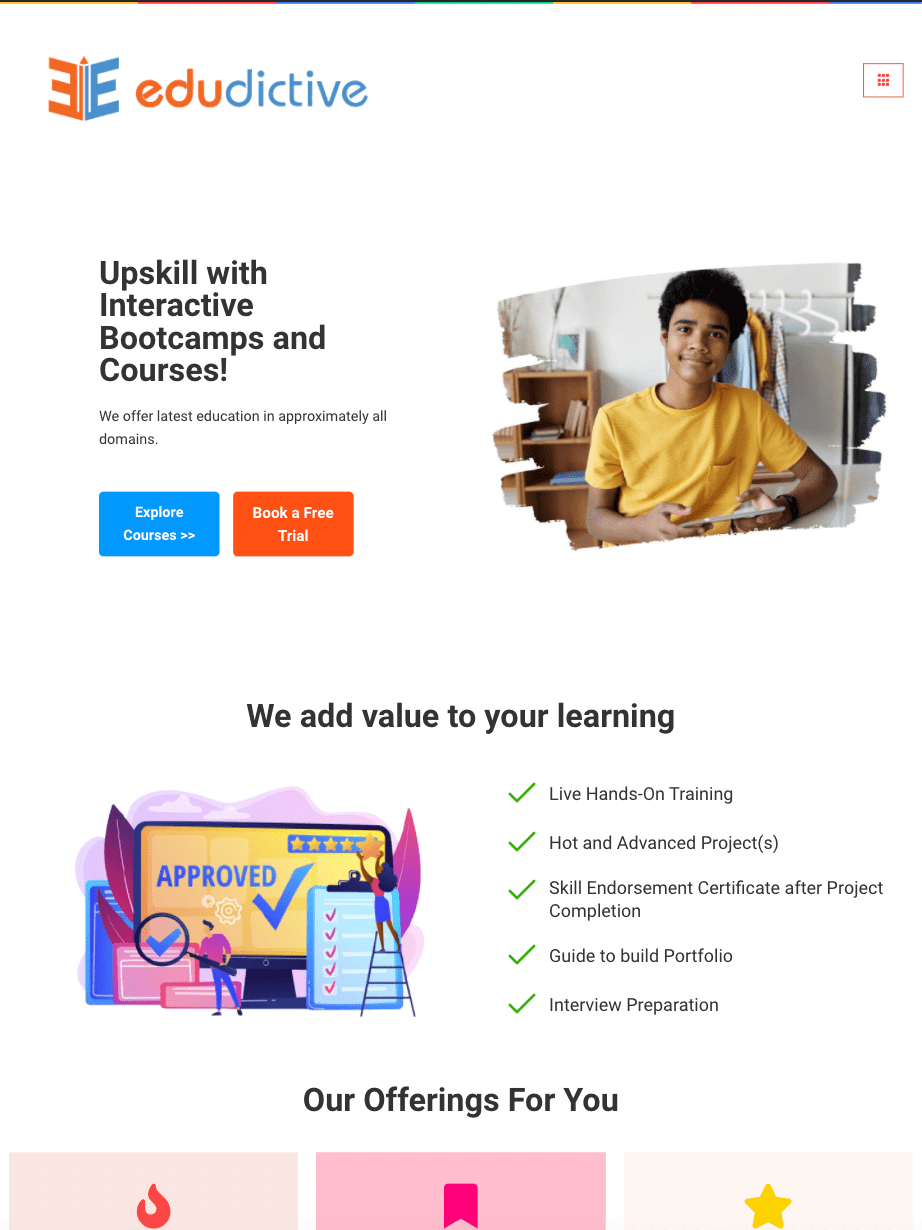 edudictive
Upskill with
Interactive
Bootcamps and
Courses!
We offer latest education in approximately all
domains.
Explore
Courses >>
Book a Free
Trial
We add value to your learning
APPROVED
Live Hands-On Training
Hot and Advanced Project(s)
Skill Endorsement Certificate after Project
Completion
Guide to build Portfolio
Interview Preparation
Our Offerings For You